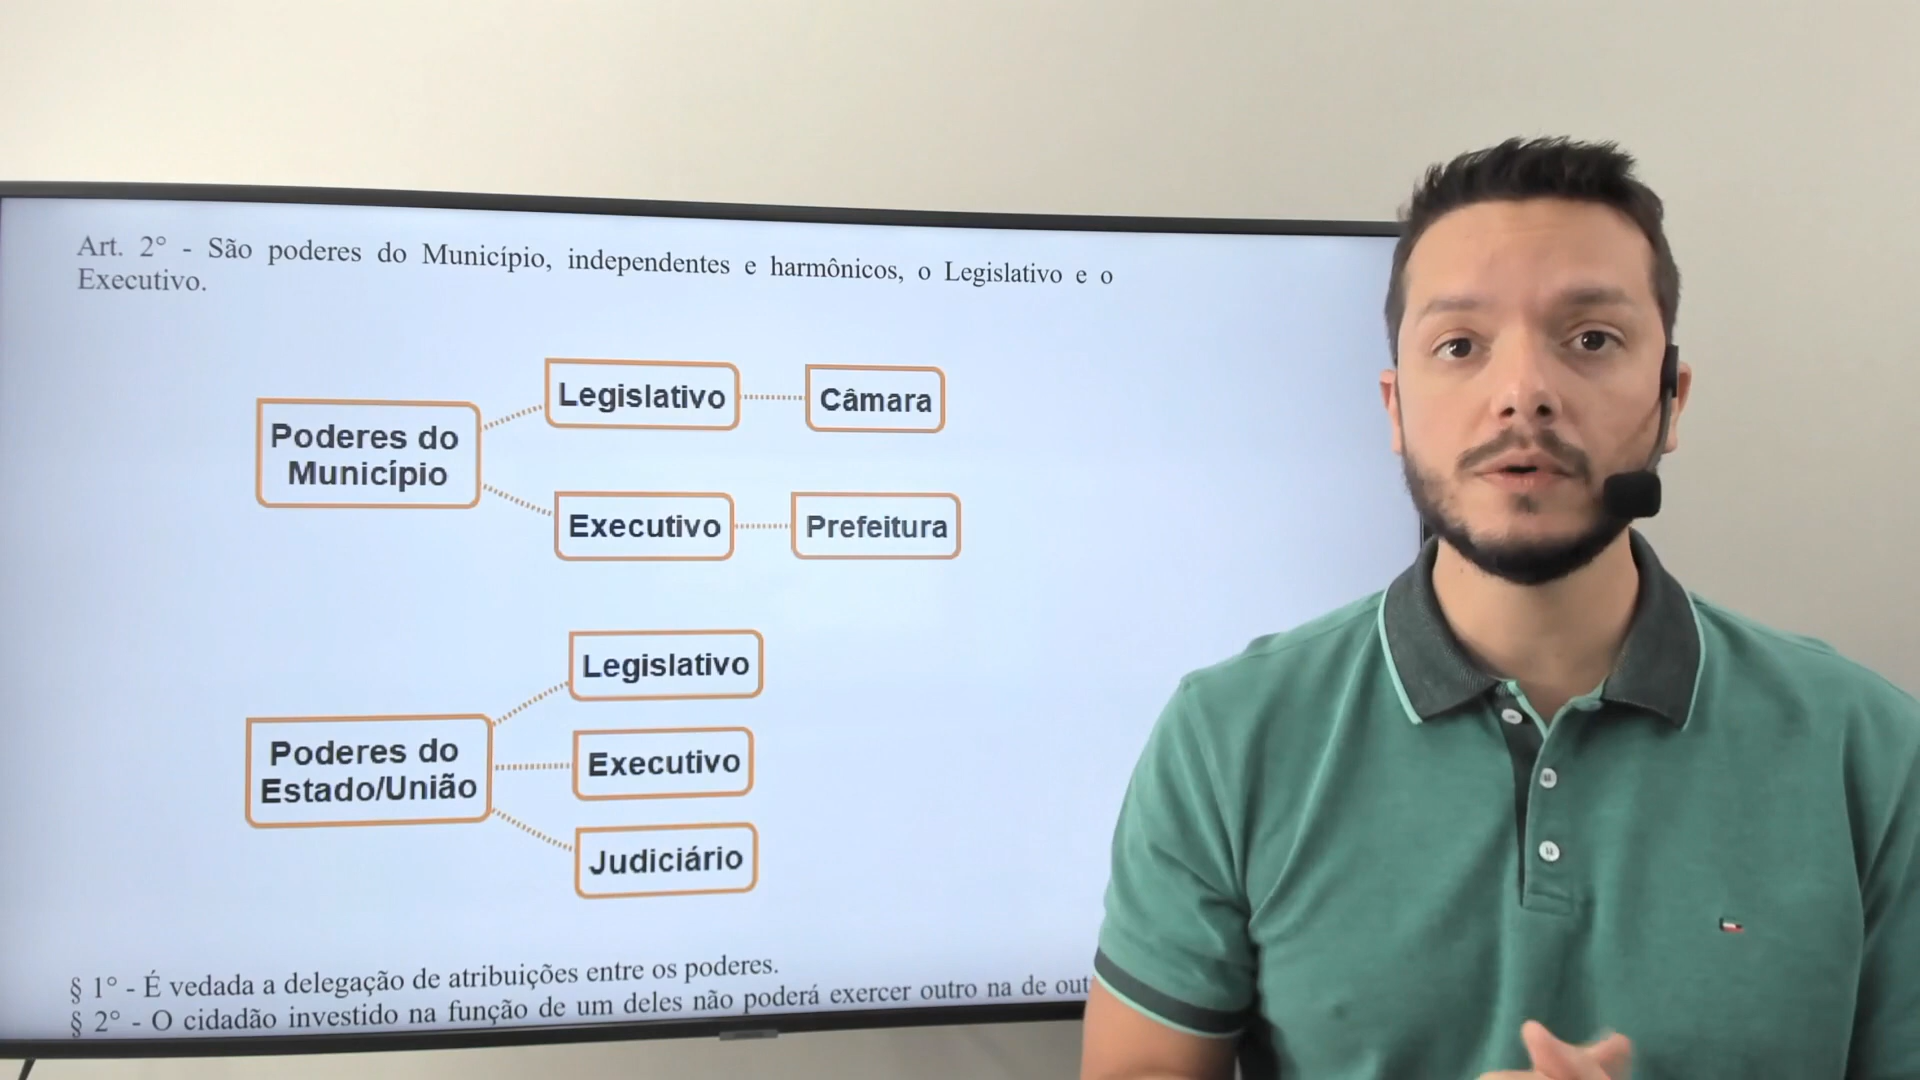 Art. 2° - São poderes do Município, independentes e harmônicos, o Legislativo e o
Executivo.
Legislativo
Câmara
Poderes do
Município
Executivo
Prefeitura
Legislativo
Poderes do
Estado/União
Executivo
Judiciário
§ 1° - É vedada a delegação de atribuições entre os poderes.
§ 2° - O cidadão investido na função de um deles não poderá exercer outro na de out